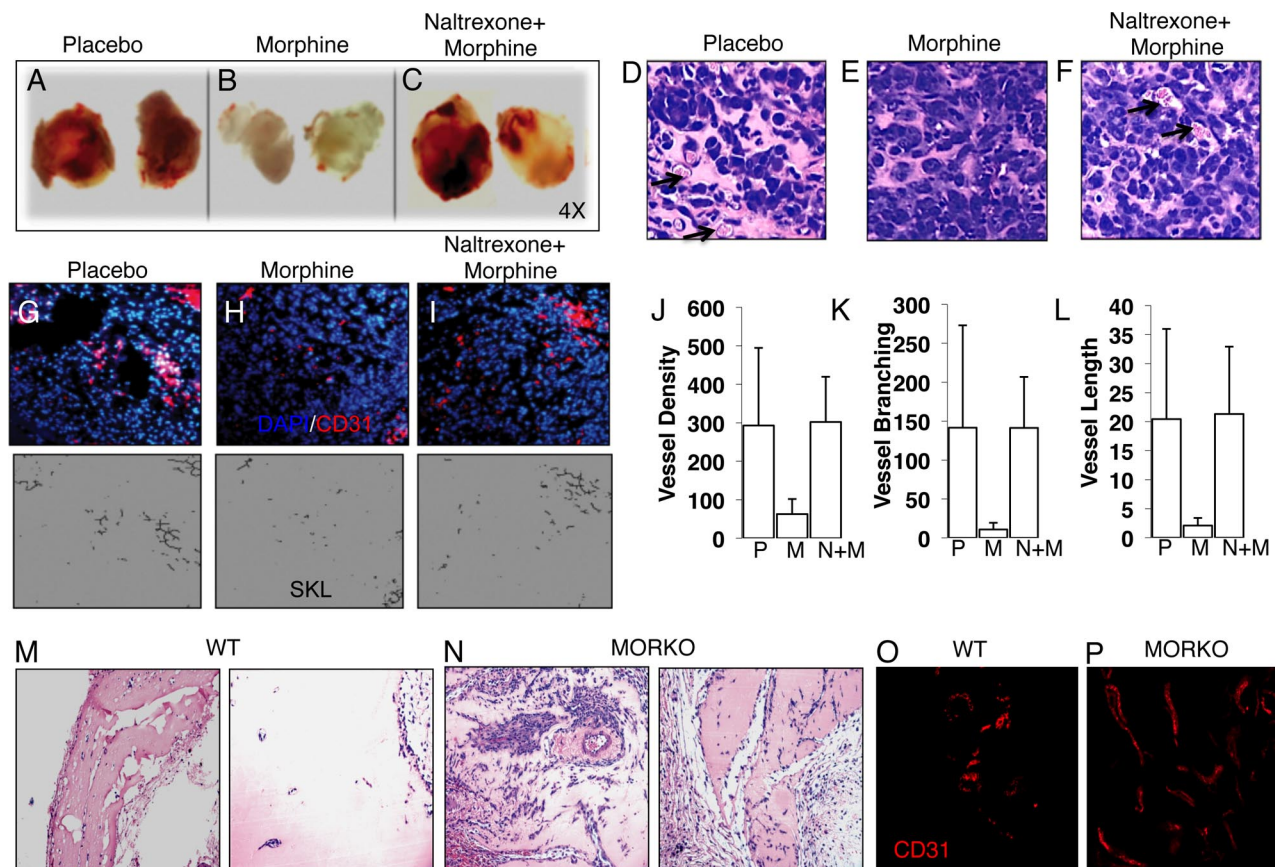 Placebo
Morphine
Naltrexone+
Morphine
A
B
C
4X
Placebo
Morphine
Naltrexone+
Morphine
D
E
F
Placebo
Morphine
Naltrexone+
Morphine
G
H
I
DAPI/CD31
SKL
J
Vessel Density
600
500
400
300
200
100
0
P M N+M
K
Vessel Branching
300
250
200
150
100
50
0
P M N+M
L
Vessel Length
40
35
30
25
20
15
10
5
0
P M N+M
M
WT
N
MORKO
O
WT
CD31
P
MORKO